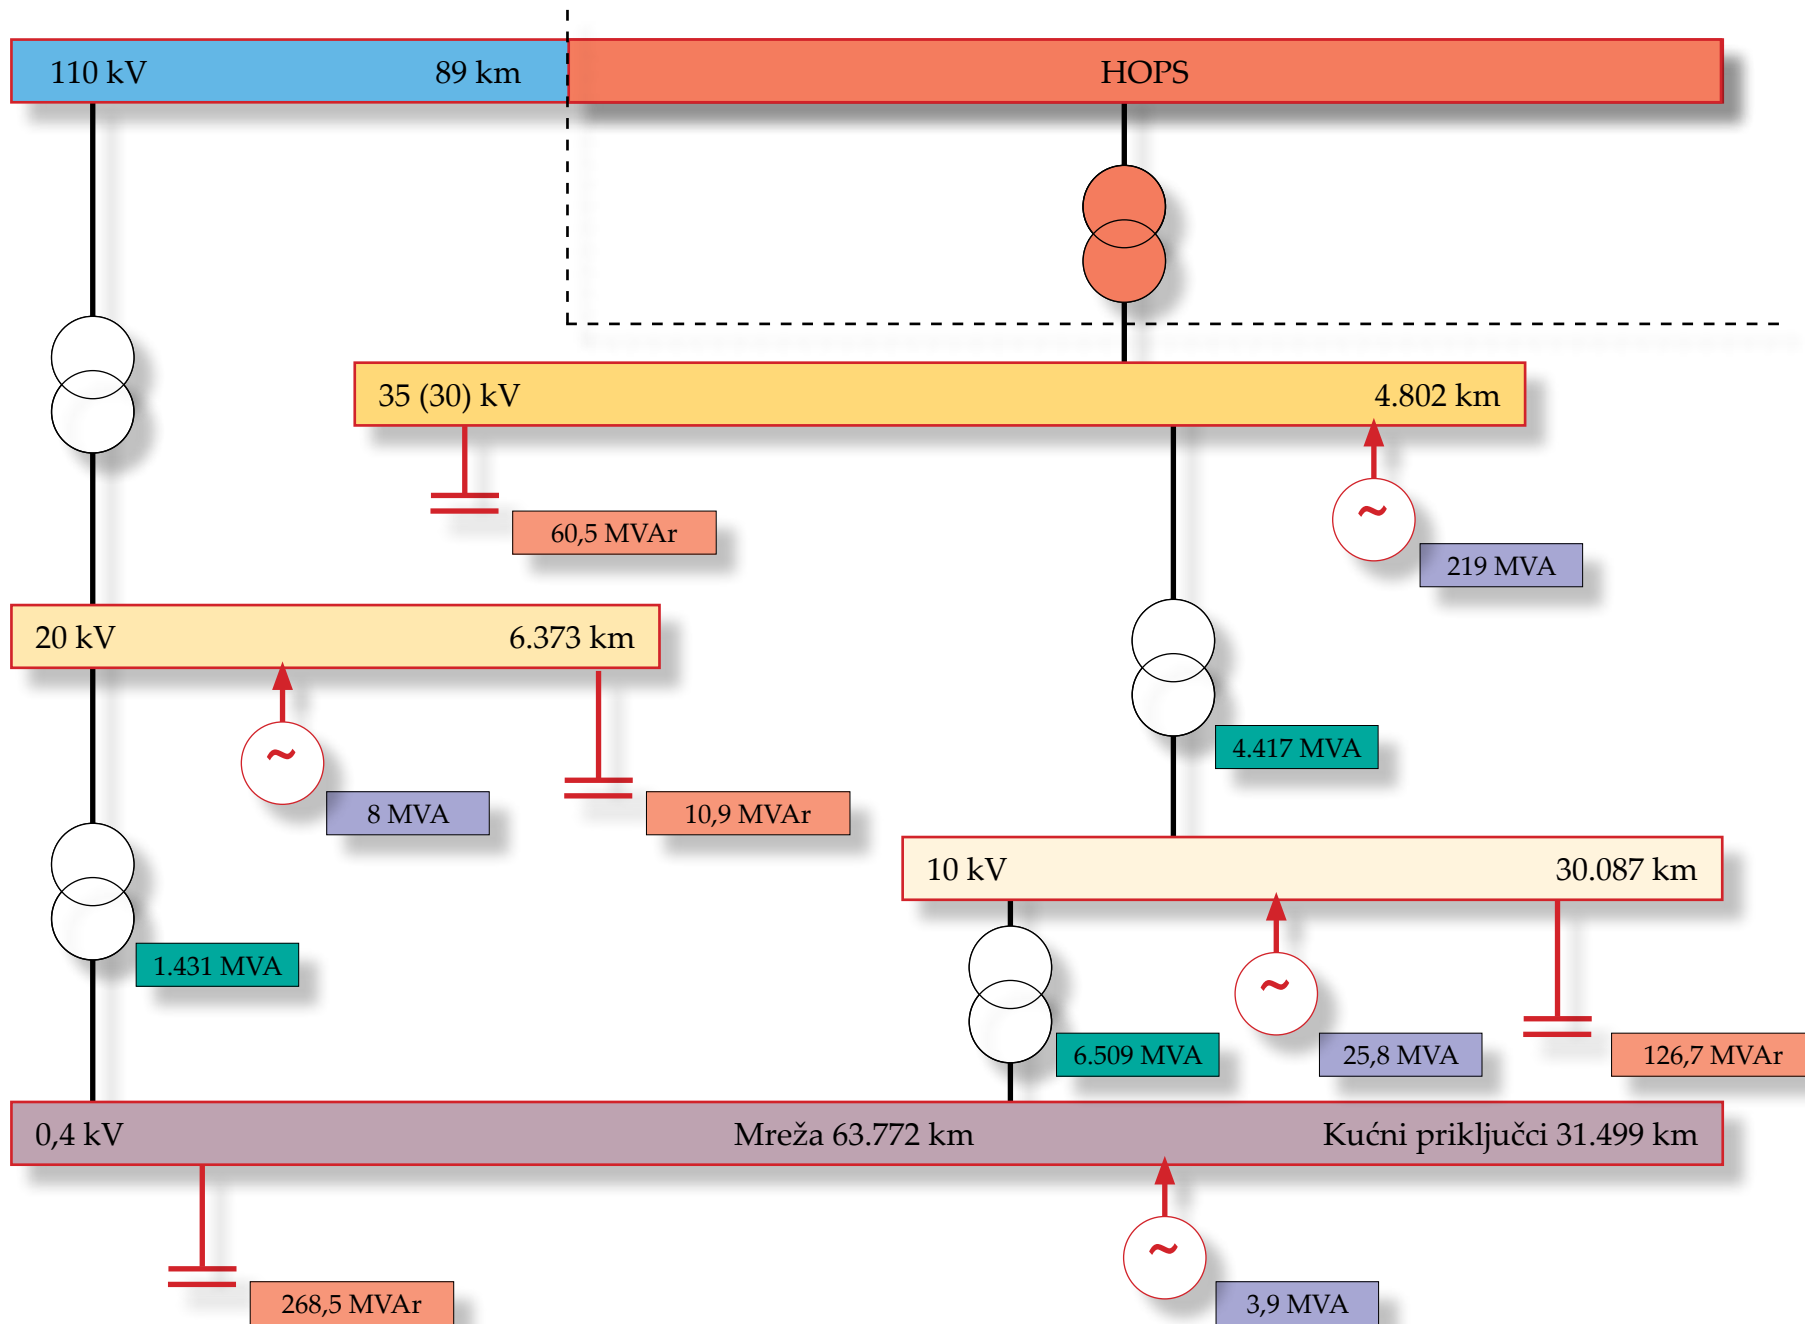 110 kV
89 km
HOPS
35 (30) kV
4.802 km
60,5 MVAr
219 MVA
20 kV
6.373 km
4.417 MVA
8 MVA
10,9 MVAr
10 kV
30.087 km
1.431 MVA
6.509 MVA
25,8 MVA
126,7 MVAr
0,4 kV
Mreža 63.772 km
Kućni priključci 31.499 km
268,5 MVAr
3,9 MVA